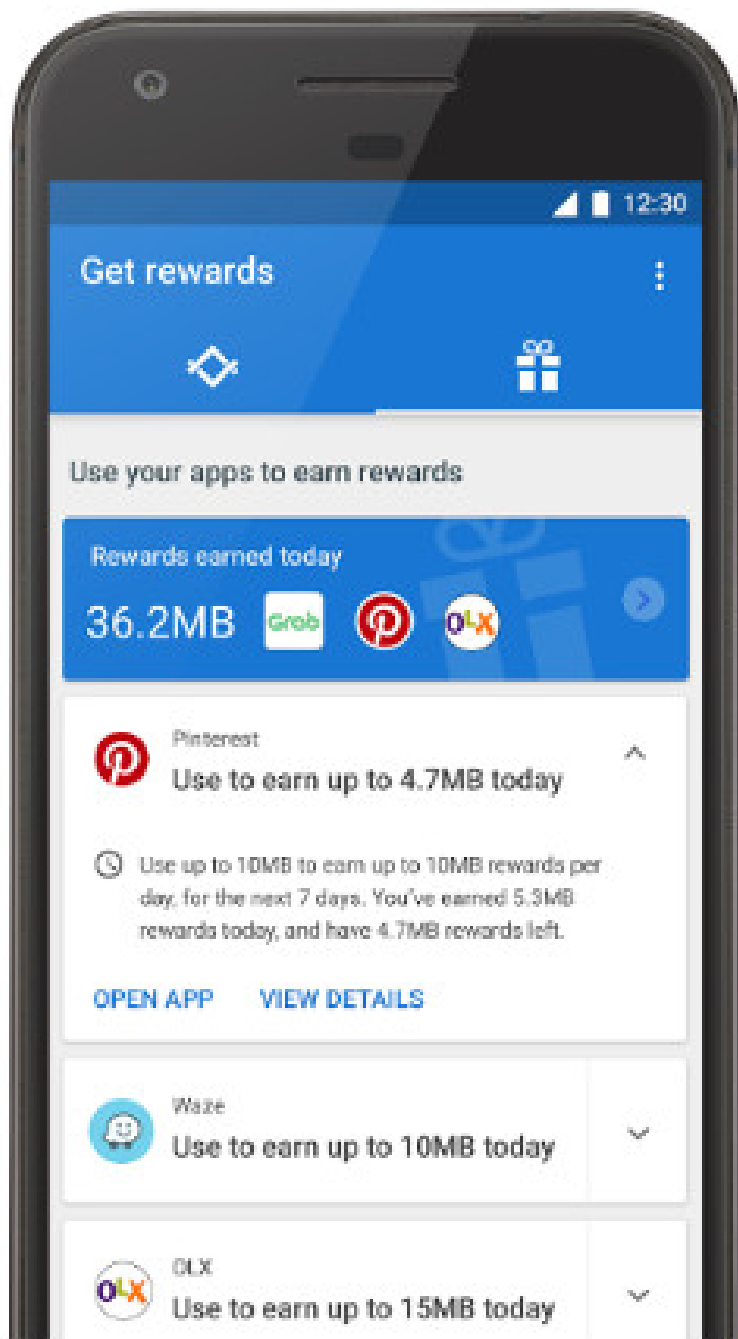 12:30
Get rewards
Use your apps to earn rewards
Rewards earned today
36.2MB Grab OLX
Pinterest
Use to earn up to 4.7MB today
Use up to 10MB to earn up to 10MB rewards per
day, for the next 7 days. You've earned 5.3MB
rewards today, and have 4.7MB rewards left.
OPEN APP VIEW DETAILS
Waze
Use to earn up to 10MB today
OLX
OLX
Use to earn up to 15MB today